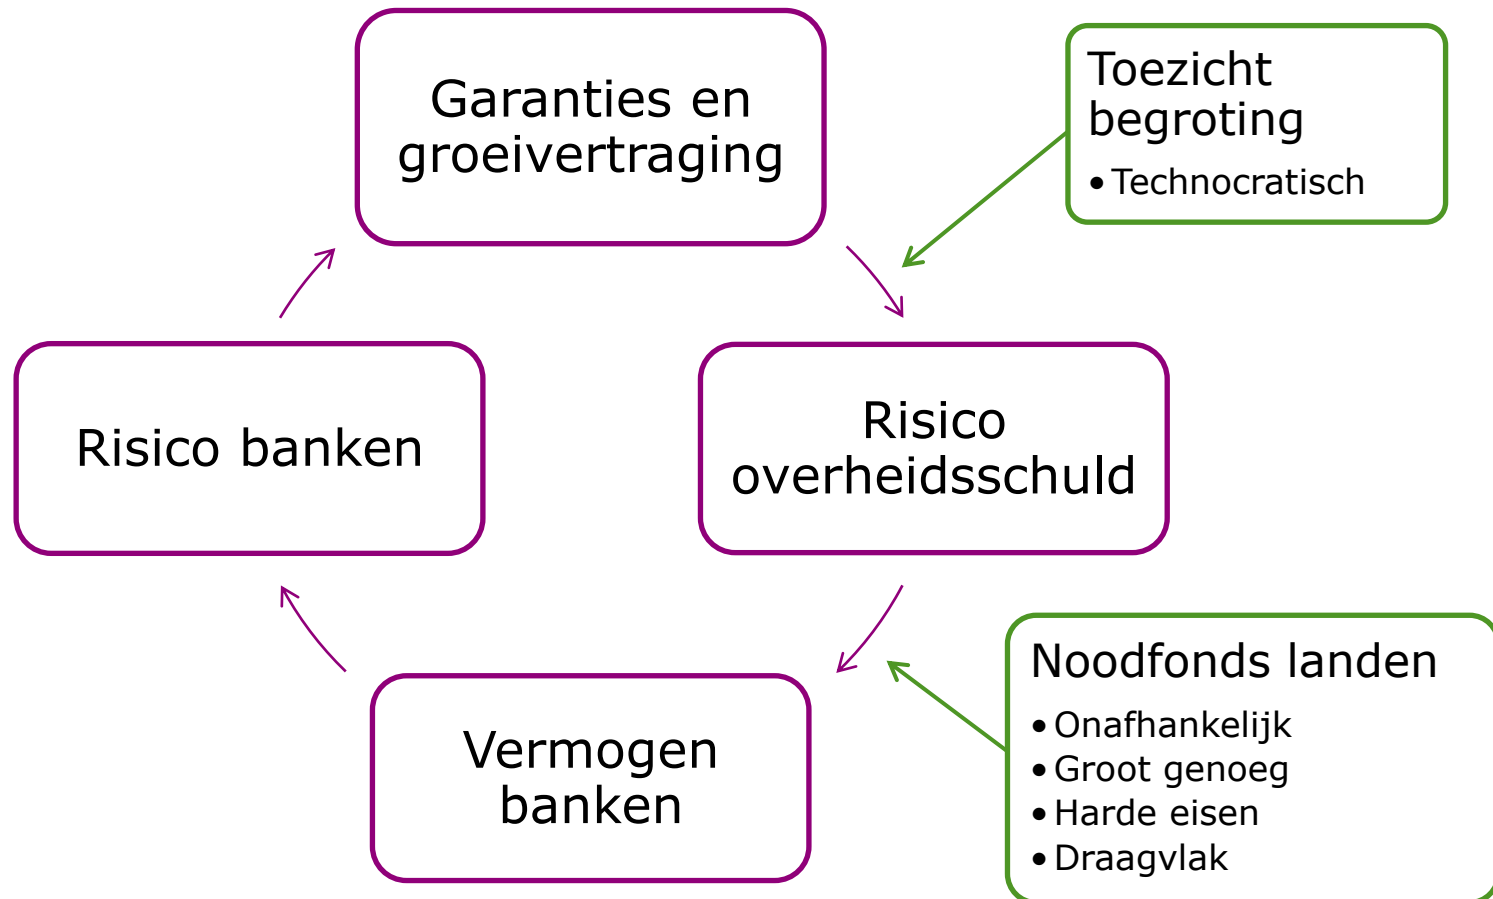 Garanties en
groeivertraging
Toezicht
begroting
• Technocratisch
Risico banken
Risico
overheidsschuld
Vermogen
banken
Noodfonds landen
• Onafhankelijk
• Groot genoeg
• Harde eisen
• Draagvlak